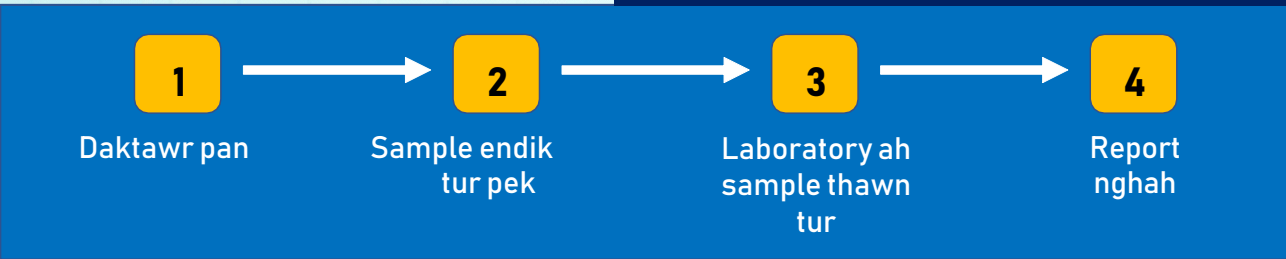 1
2
3
4
Daktawr pan
Sample endik
tur pek
Laboratory ah
sample thawn
tur
Report
nghah